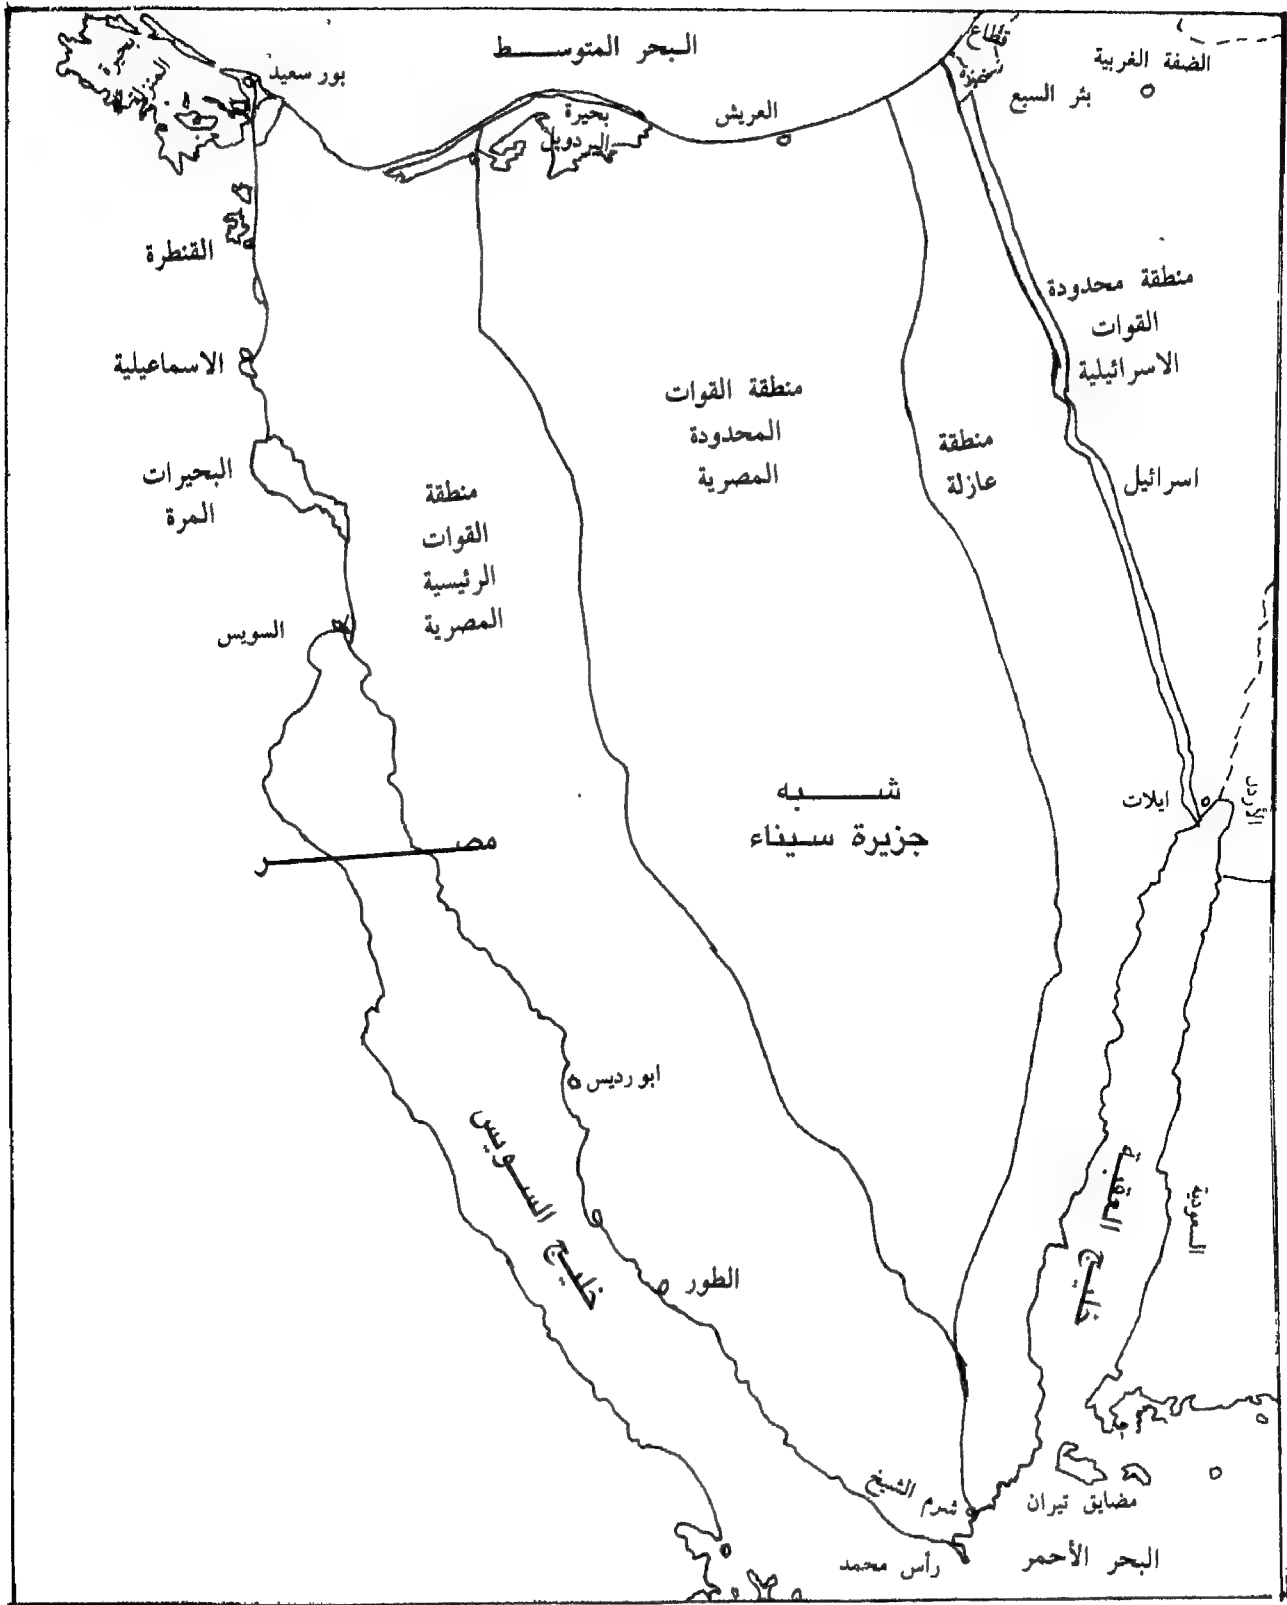 البحر المتوسط
قطاع
غزة
الضفة الغربية
بئر السبع
بور سعيد
بحيرة
البردويل
العريش
القنطرة
منطقة محدودة
القوات
الاسرائيلية
الاسماعيلية
منطقة القوات
المحدودة
المصرية
منطقة
عازلة
اسرائيل
البحيرات
المرة
منطقة
القوات
الرئيسية
المصرية
السويس
شبه
جزيرة سيناء
ايلات
الأردن
مصر
ابو رديس
خليج السويس
خليج العقبة
السعودية
الطور
شرم الشيخ
مضايق تيران
رأس محمد
البحر الأحمر